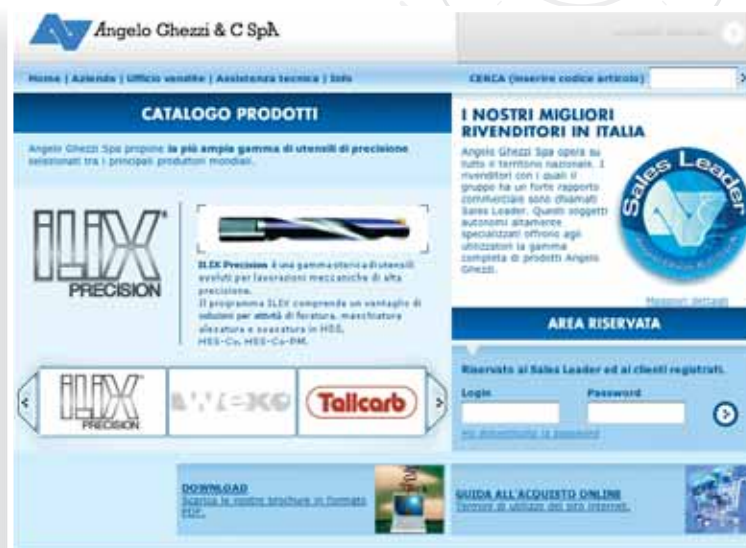 Angelo Ghezzi & C SpA
Home | Azienda | Ufficio vendite | Assistenza tecnica | Info
CERCA (inserire codice articolo)
CATALOGO PRODOTTI
Angelo Ghezzi Spa propone la più ampia gamma di utensili di precisione
selezionati tra i principali produttori mondiali.
ILIX
PRECISION
ILIX Precision è una gamma storica di utensili
evoluti per lavorazioni meccaniche di alta
precisione.
Il programma ILIX comprende un ventaglio di
soluzioni per attività di foratura, maschiatura
alesatura e svasatura in HSS,
HSS-Co, HSS-Co-PM.
ILIX
PRECISION
Tallcarb
I NOSTRI MIGLIORI
RIVENDITORI IN ITALIA
Angelo Ghezzi Spa opera su
tutto il territorio nazionale. I
rivenditori con i quali il
gruppo ha un forte rapporto
commerciale sono chiamati
Sales Leader. Questi soggetti
autonomi altamente
specializzati offrono agli
utilizzatori la gamma
completa di prodotti Angelo
Ghezzi.
Sales Leader
Maggiori dettagli
AREA RISERVATA
Riservato ai Sales Leader ed ai clienti registrati.
Login Password
Ho dimenticato la password
DOWNLOAD
Scarica le nostre brochure in formato
PDF.
GUIDA ALL'ACQUISTO ONLINE
Termini di utilizzo del sito internet.